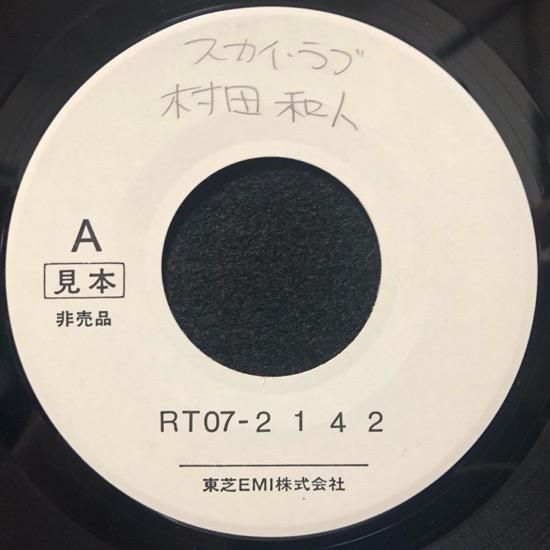 スカイ・ラブ
村田 和人
A
見本
非売品
RT07-2142
東芝EMI株式会社